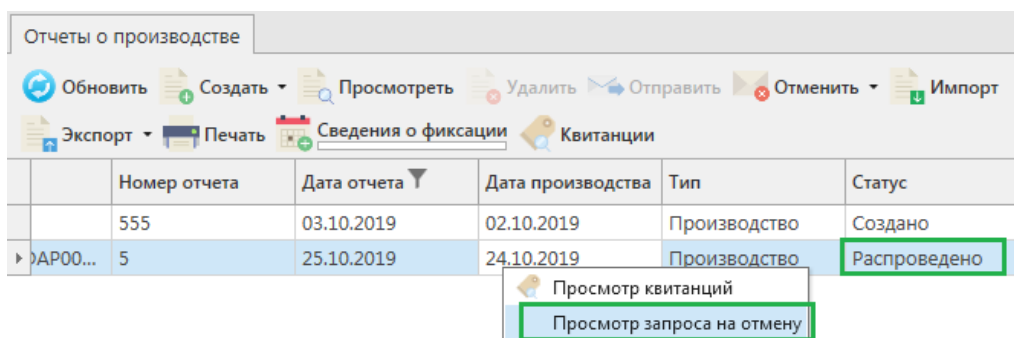 Отчеты о производстве
Обновить Создать Просмотреть Удалить Отправить Отменить Импорт
Экспорт Печать Сведения о фиксации Квитанции
Номер отчета Дата отчета Дата производства Тип Статус
555 03.10.2019 02.10.2019 Производство Создано
АР00... 5 25.10.2019 24.10.2019 Производство Распроведено
Просмотр квитанций
Просмотр запроса на отмену